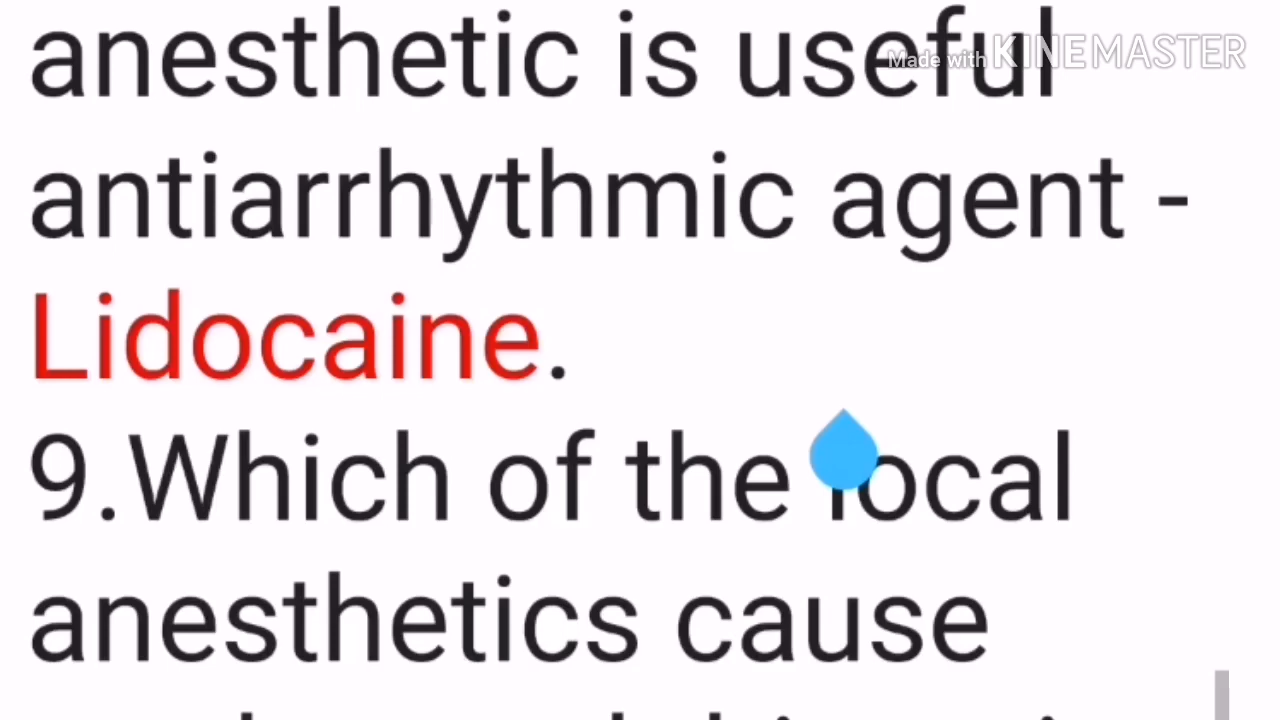 anesthetic is useful
Made with KINEMASTER
antiarrhythmic agent -
Lidocaine.
9.Which of the local
anesthetics cause